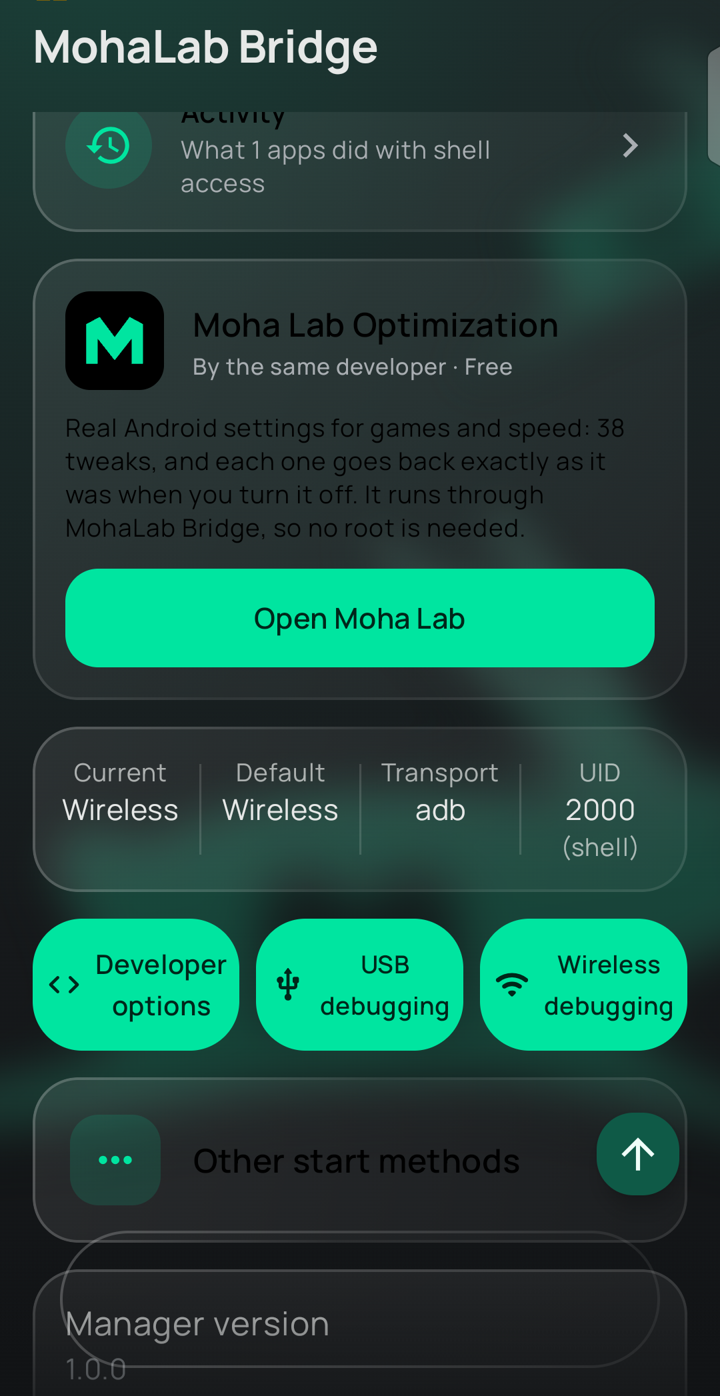 MohaLab Bridge
Activity
What 1 apps did with shell
access
Moha Lab Optimization
By the same developer · Free
Real Android settings for games and speed: 38
tweaks, and each one goes back exactly as it
was when you turn it off. It runs through
MohaLab Bridge, so no root is needed.
Open Moha Lab
Current
Wireless
Default
Wireless
Transport
adb
UID
2000
(shell)
Developer
options
USB
debugging
Wireless
debugging
Other start methods
Manager version
1.0.0